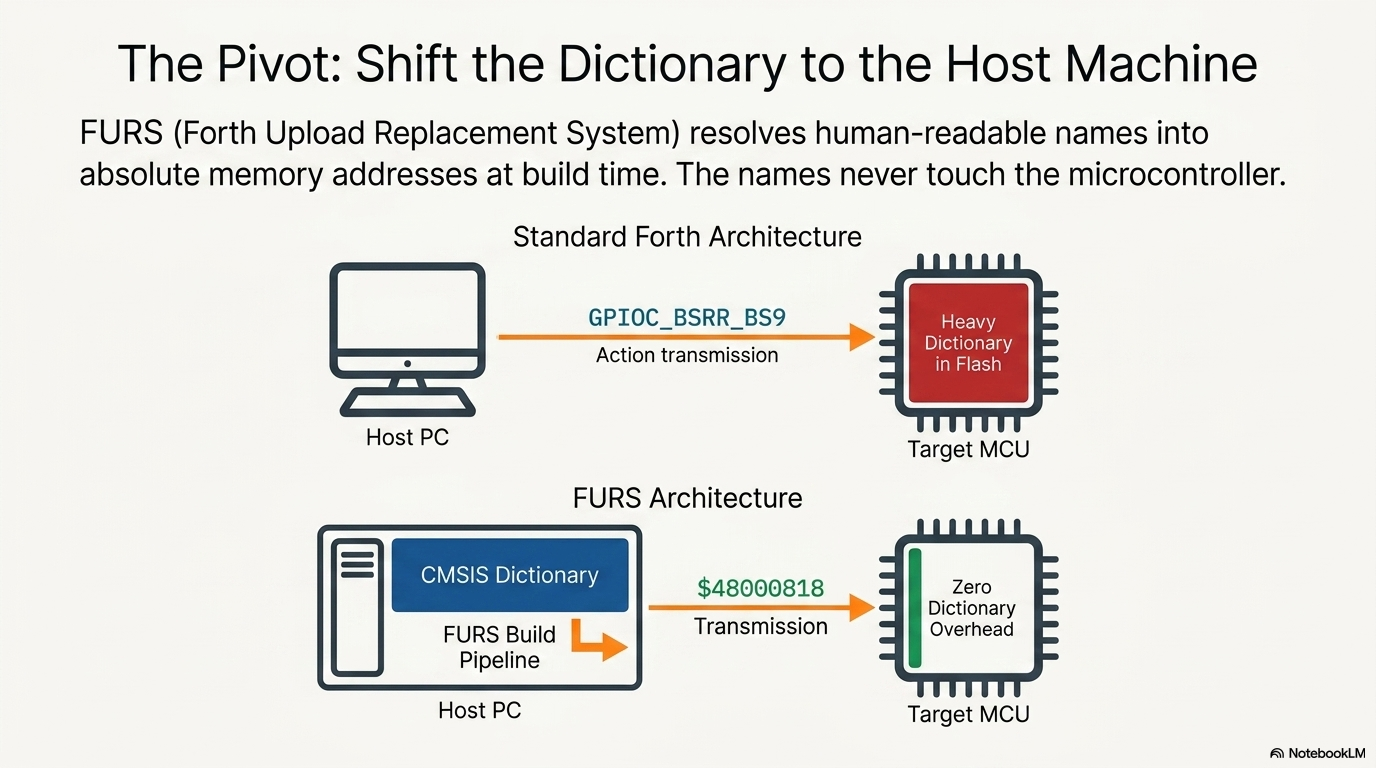 The Pivot: Shift the Dictionary to the Host Machine
FURS (Forth Upload Replacement System) resolves human-readable names into
absolute memory addresses at build time. The names never touch the microcontroller.
Standard Forth Architecture
GPIOC_BSRR_BS9
Action transmission
Heavy
Dictionary
in Flash
Host PC
Target MCU
FURS Architecture
CMSIS Dictionary
FURS Build
Pipeline
$48000818
Transmission
Zero
Dictionary
Overhead
Host PC
Target MCU
NotebookLM